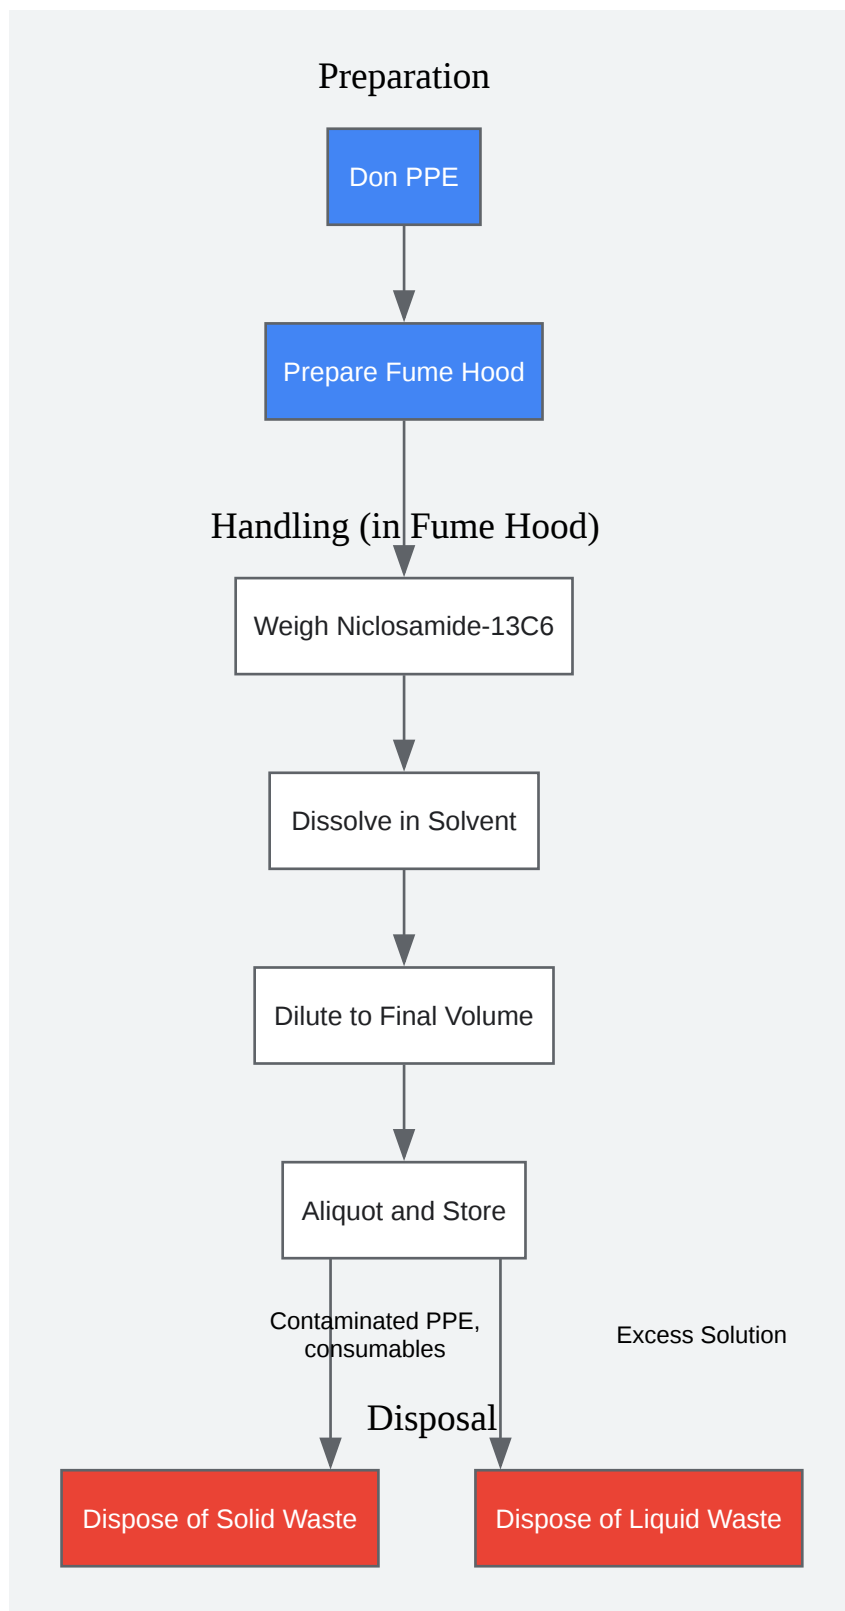 Preparation
Don PPE
Prepare Fume Hood
Handling (in Fume Hood)
Weigh Niclosamide-13C6
Dissolve in Solvent
Dilute to Final Volume
Aliquot and Store
Contaminated PPE,
consumables
Excess Solution
Disposal
Dispose of Solid Waste
Dispose of Liquid Waste